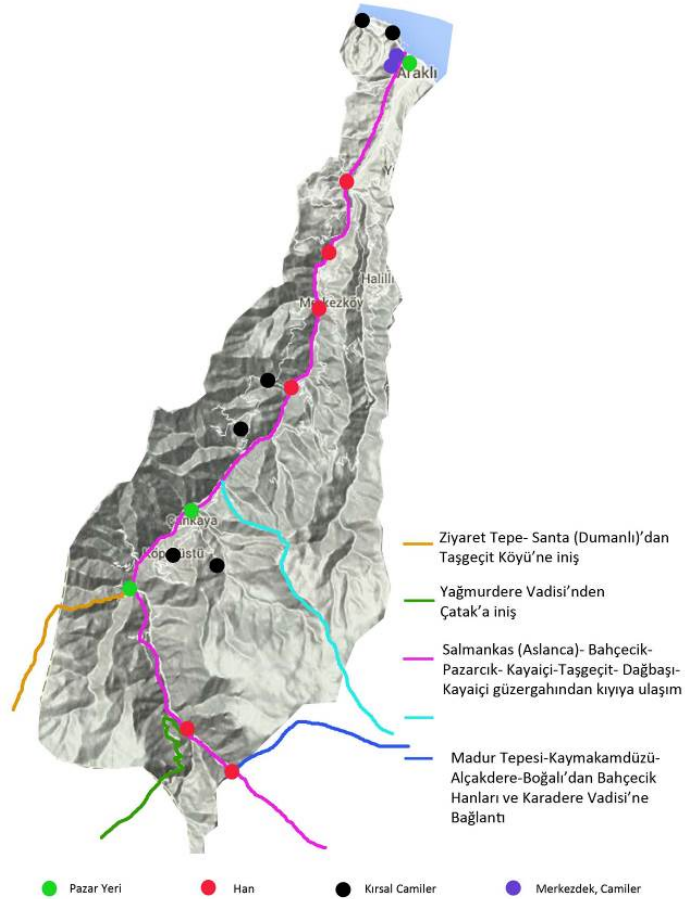 Araklı
Y
Halilli
Merkezköy
Çankaya
Köprüüstü
Ziyaret Tepe- Santa (Dumanlı)’dan
Taşgeçit Köyü’ne iniş
Yağmurdere Vadisi’nden
Çatak’a iniş
Salmankas (Aslanca)- Bahçecik-
Pazarcık- Kayaiçi-Taşgeçit- Dağbaşı-
Kayaiçi güzergahından kıyıya ulaşım
Madur Tepesi-Kaymakamdüzü-
Alçakdere-Boğalı’dan Bahçecik
Hanları ve Karadere Vadisi’ne
Bağlantı
Pazar Yeri
Han
Kırsal Camiler
Merkezdek, Camiler